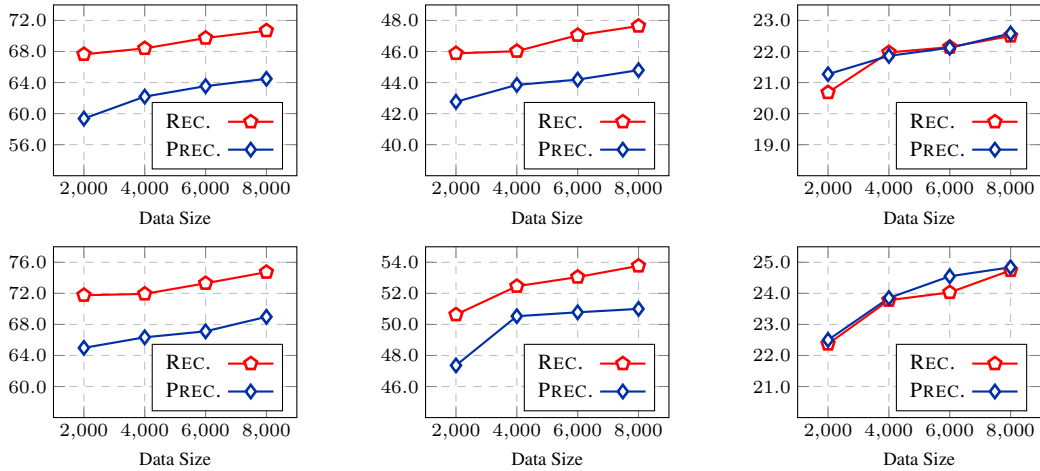 72.0
68.0
64.0
60.0
56.0
REC.
PREC.
2,000 4,000 6,000 8,000
Data Size
48.0
46.0
44.0
42.0
40.0
REC.
PREC.
2,000 4,000 6,000 8,000
Data Size
23.0
22.0
21.0
20.0
19.0
REC.
PREC.
2,000 4,000 6,000 8,000
Data Size
76.0
72.0
68.0
64.0
60.0
REC.
PREC.
2,000 4,000 6,000 8,000
Data Size
54.0
52.0
50.0
48.0
46.0
REC.
PREC.
2,000 4,000 6,000 8,000
Data Size
25.0
24.0
23.0
22.0
21.0
REC.
PREC.
2,000 4,000 6,000 8,000
Data Size